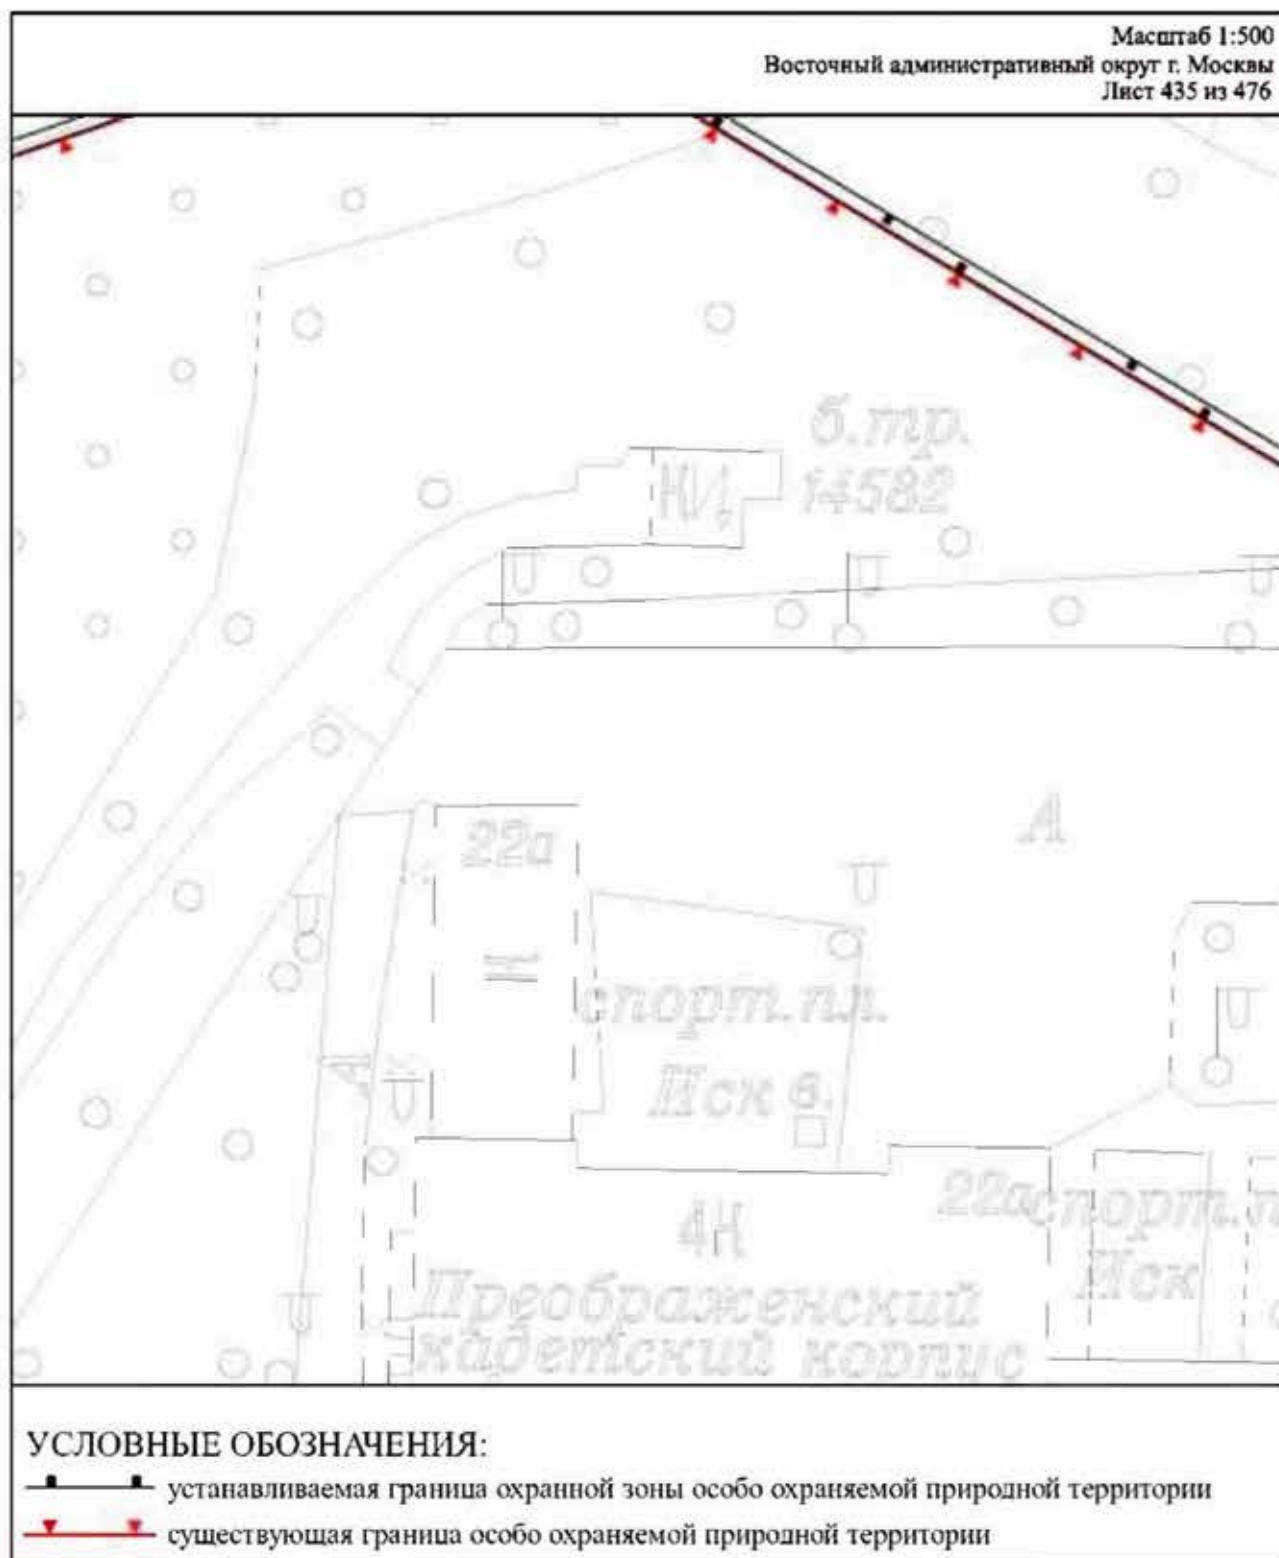 Масштаб 1:500
Восточный административный округ г. Москвы
Лист 435 из 476
б.тр.
14582
Н
22а
А
Н
спорт.пл.
А
Иск в.
22а
спорт.п
4Н
Иск
Преображенский
кадетский корпус
УСЛОВНЫЕ ОБОЗНАЧЕНИЯ:
устанавливаемая граница охранной зоны особо охраняемой природной территории
существующая граница особо охраняемой природной территории